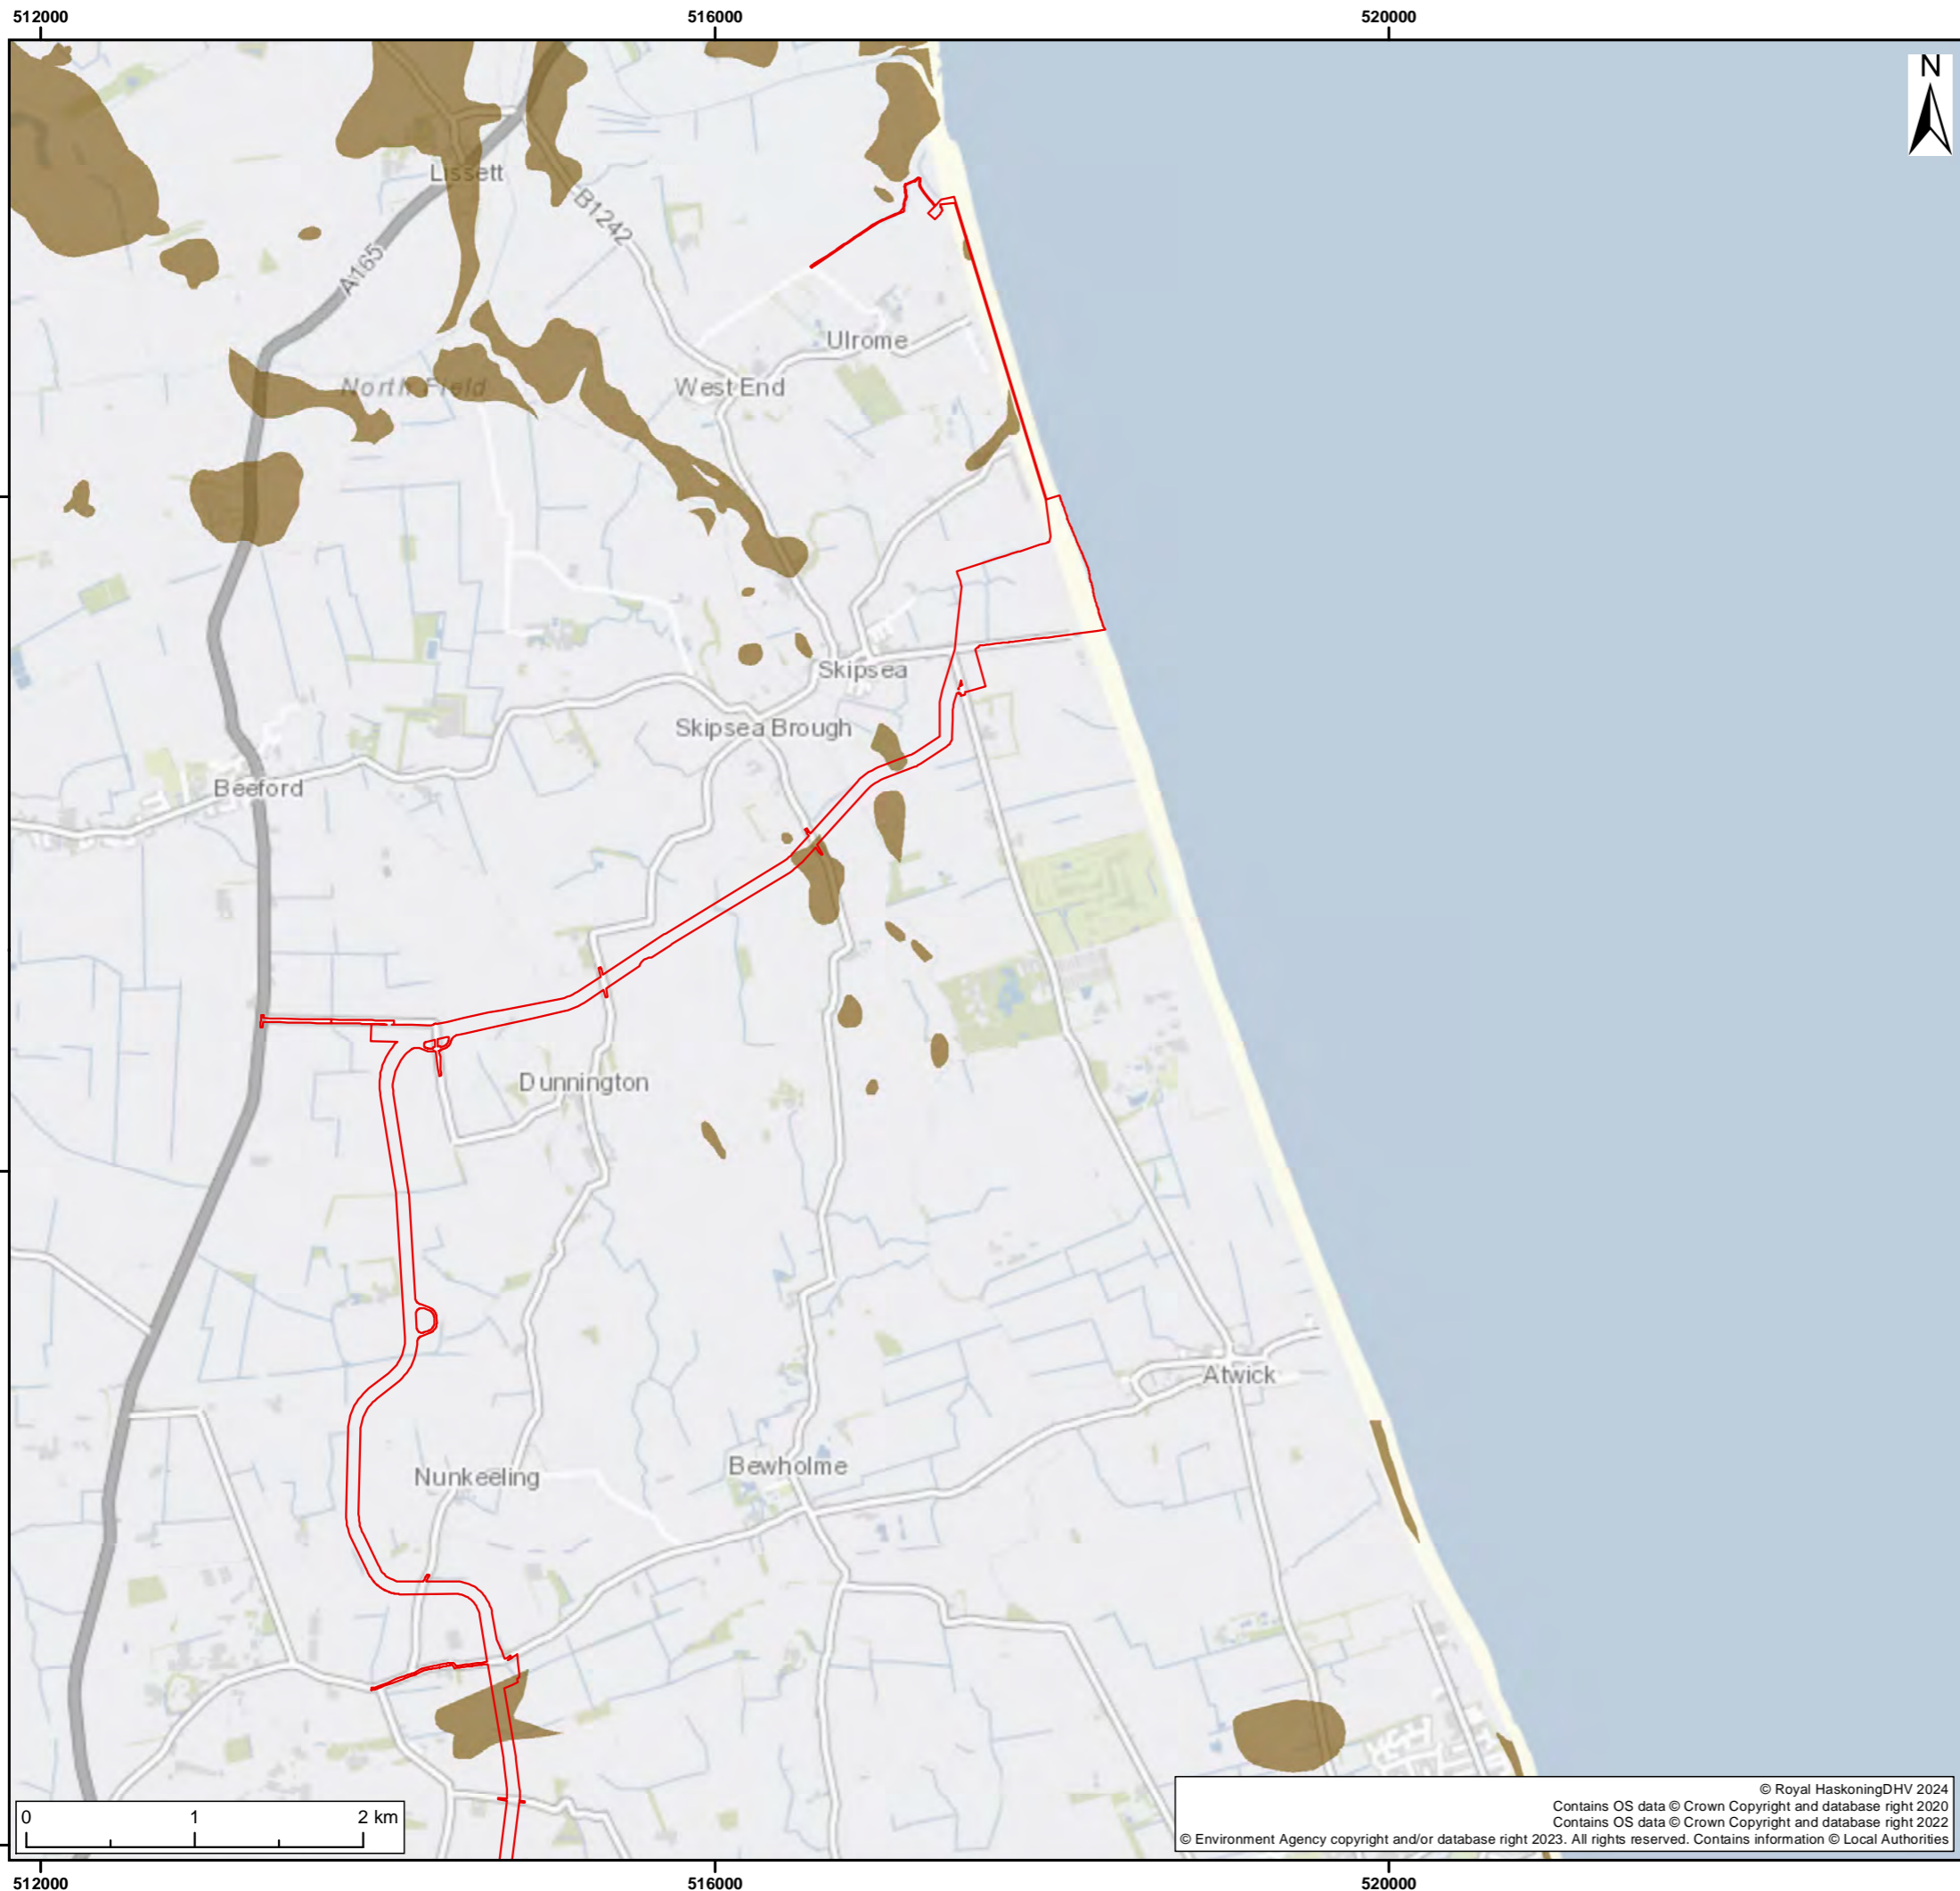 512000
516000
520000
N
Lissett
B1242
A165
Ulrome
North Field
West End
Skipsea
Skipsea Brough
Beeford
Dunnington
Atwick
Bewholme
Nunkeeling
0 1 2 km
© Royal HaskoningDHV 2024
Contains OS data © Crown Copyright and database right 2020
Contains OS data © Crown Copyright and database right 2022
© Environment Agency copyright and/or database right 2023. All rights reserved. Contains information © Local Authorities
512000
516000
520000